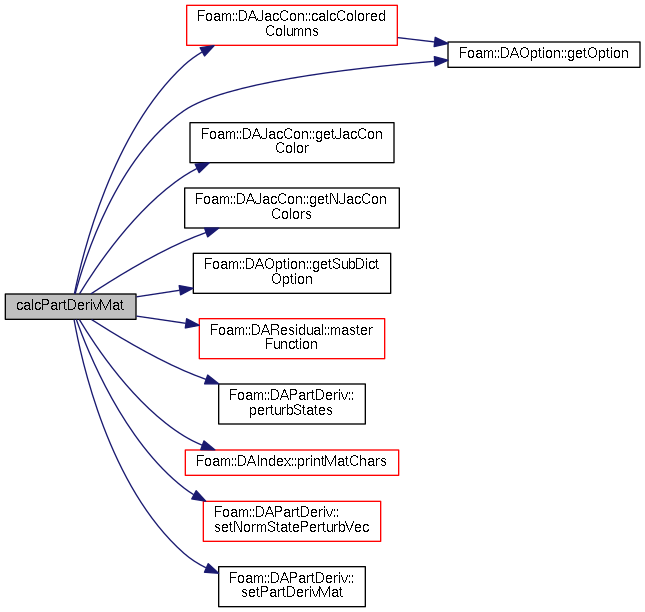 Foam::DAJacCon::calcColored
Columns
Foam::DAOption::getOption
Foam::DAJacCon::getJacCon
Color
Foam::DAJacCon::getNJacCon
Colors
Foam::DAOption::getSubDict
Option
calcPartDerivMat
Foam::DAResidual::master
Function
Foam::DAPartDeriv::
perturbStates
Foam::DAIndex::printMatChars
Foam::DAPartDeriv::
setNormStatePerturbVec
Foam::DAPartDeriv::
setPartDerivMat